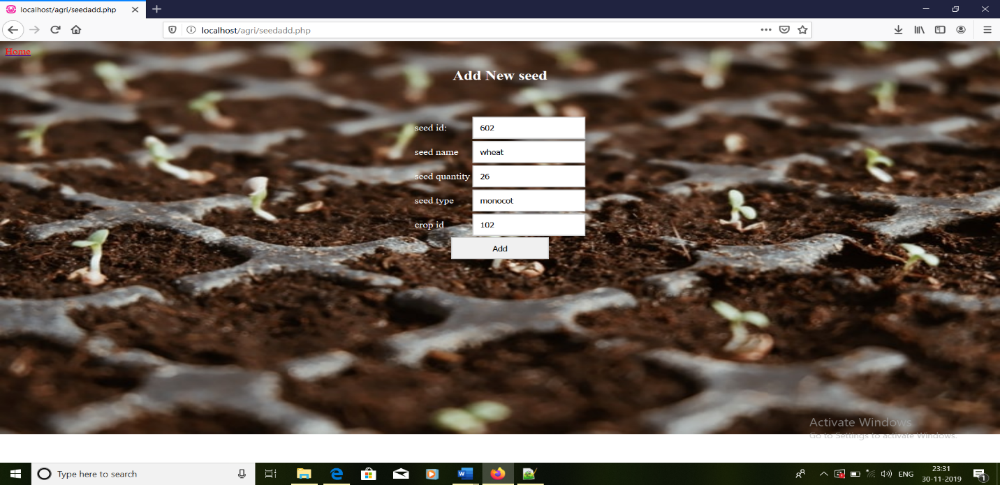 localhost/agri/seedadd.php
localhost/agri/seedadd.php
Home
Add New seed
seed id: 602
seed name wheat
seed quantity 26
seed type monocot
crop id 102
Add
Activate Windows
Go to Settings to activate Windows.
Type here to search
ENG
23:31
30-11-2019
1